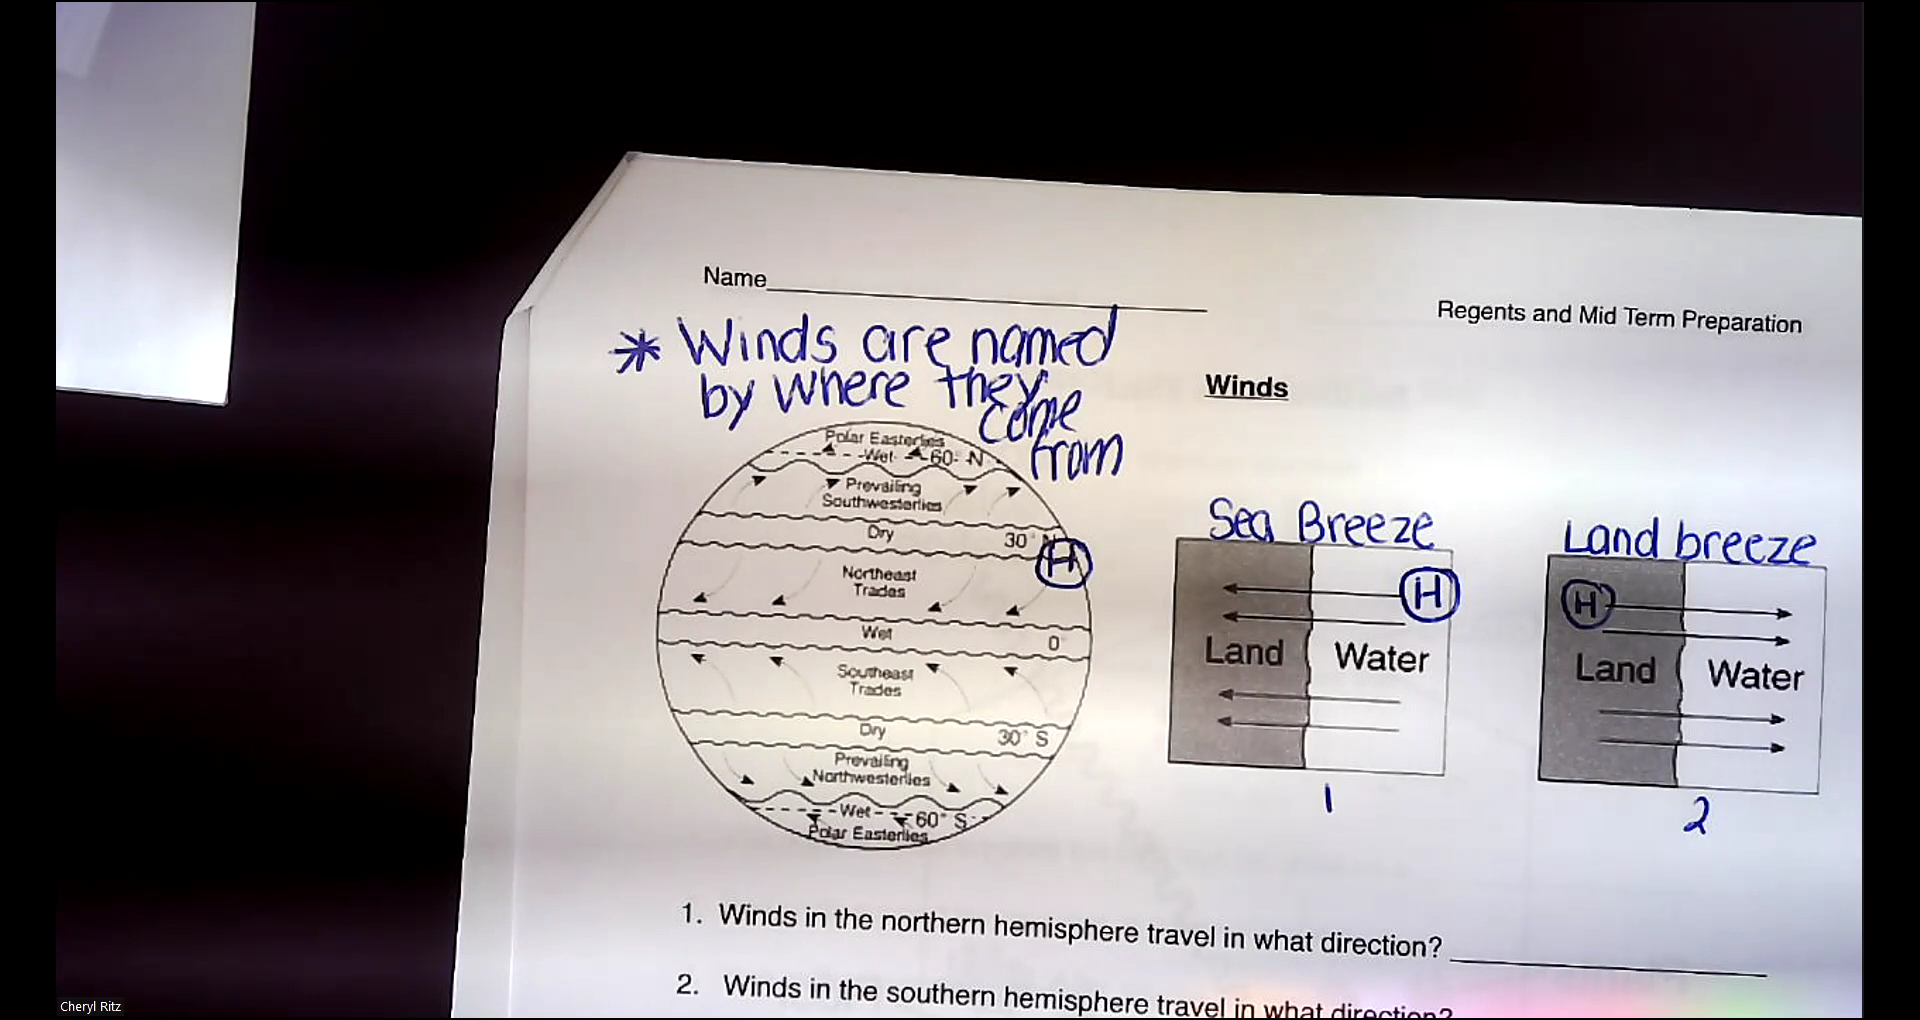 Name
Regents and Mid Term Preparation
* Winds are named
by where they
come
from
Winds
Polar Easterlies
Wet 60° N
Prevailing
Southwesterlies
Dry
30° N
H
Northeast
Trades
Wet
0°
Southeast
Trades
Dry
30° S
Prevailing
Northwesterlies
Wet
60° S
Polar Easterlies
Sea Breeze
H
Land
Water
1
Land breeze
H
Land
Water
2
1. Winds in the northern hemisphere travel in what direction?
2. Winds in the southern hemisphere travel in what direction?
Cheryl Ritz